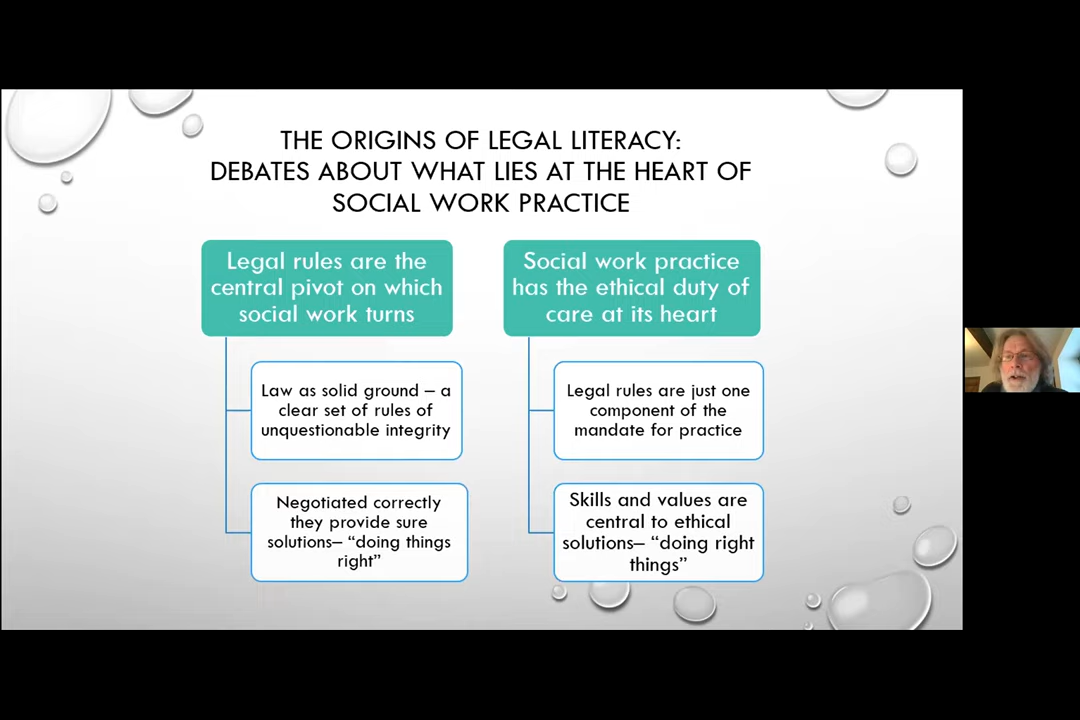 THE ORIGINS OF LEGAL LITERACY:
DEBATES ABOUT WHAT LIES AT THE HEART OF
SOCIAL WORK PRACTICE
Legal rules are the
central pivot on which
social work turns
Law as solid ground – a
clear set of rules of
unquestionable integrity
Negotiated correctly
they provide sure
solutions– “doing things
right”
Social work practice
has the ethical duty of
care at its heart
Legal rules are just one
component of the
mandate for practice
Skills and values are
central to ethical
solutions– “doing right
things”